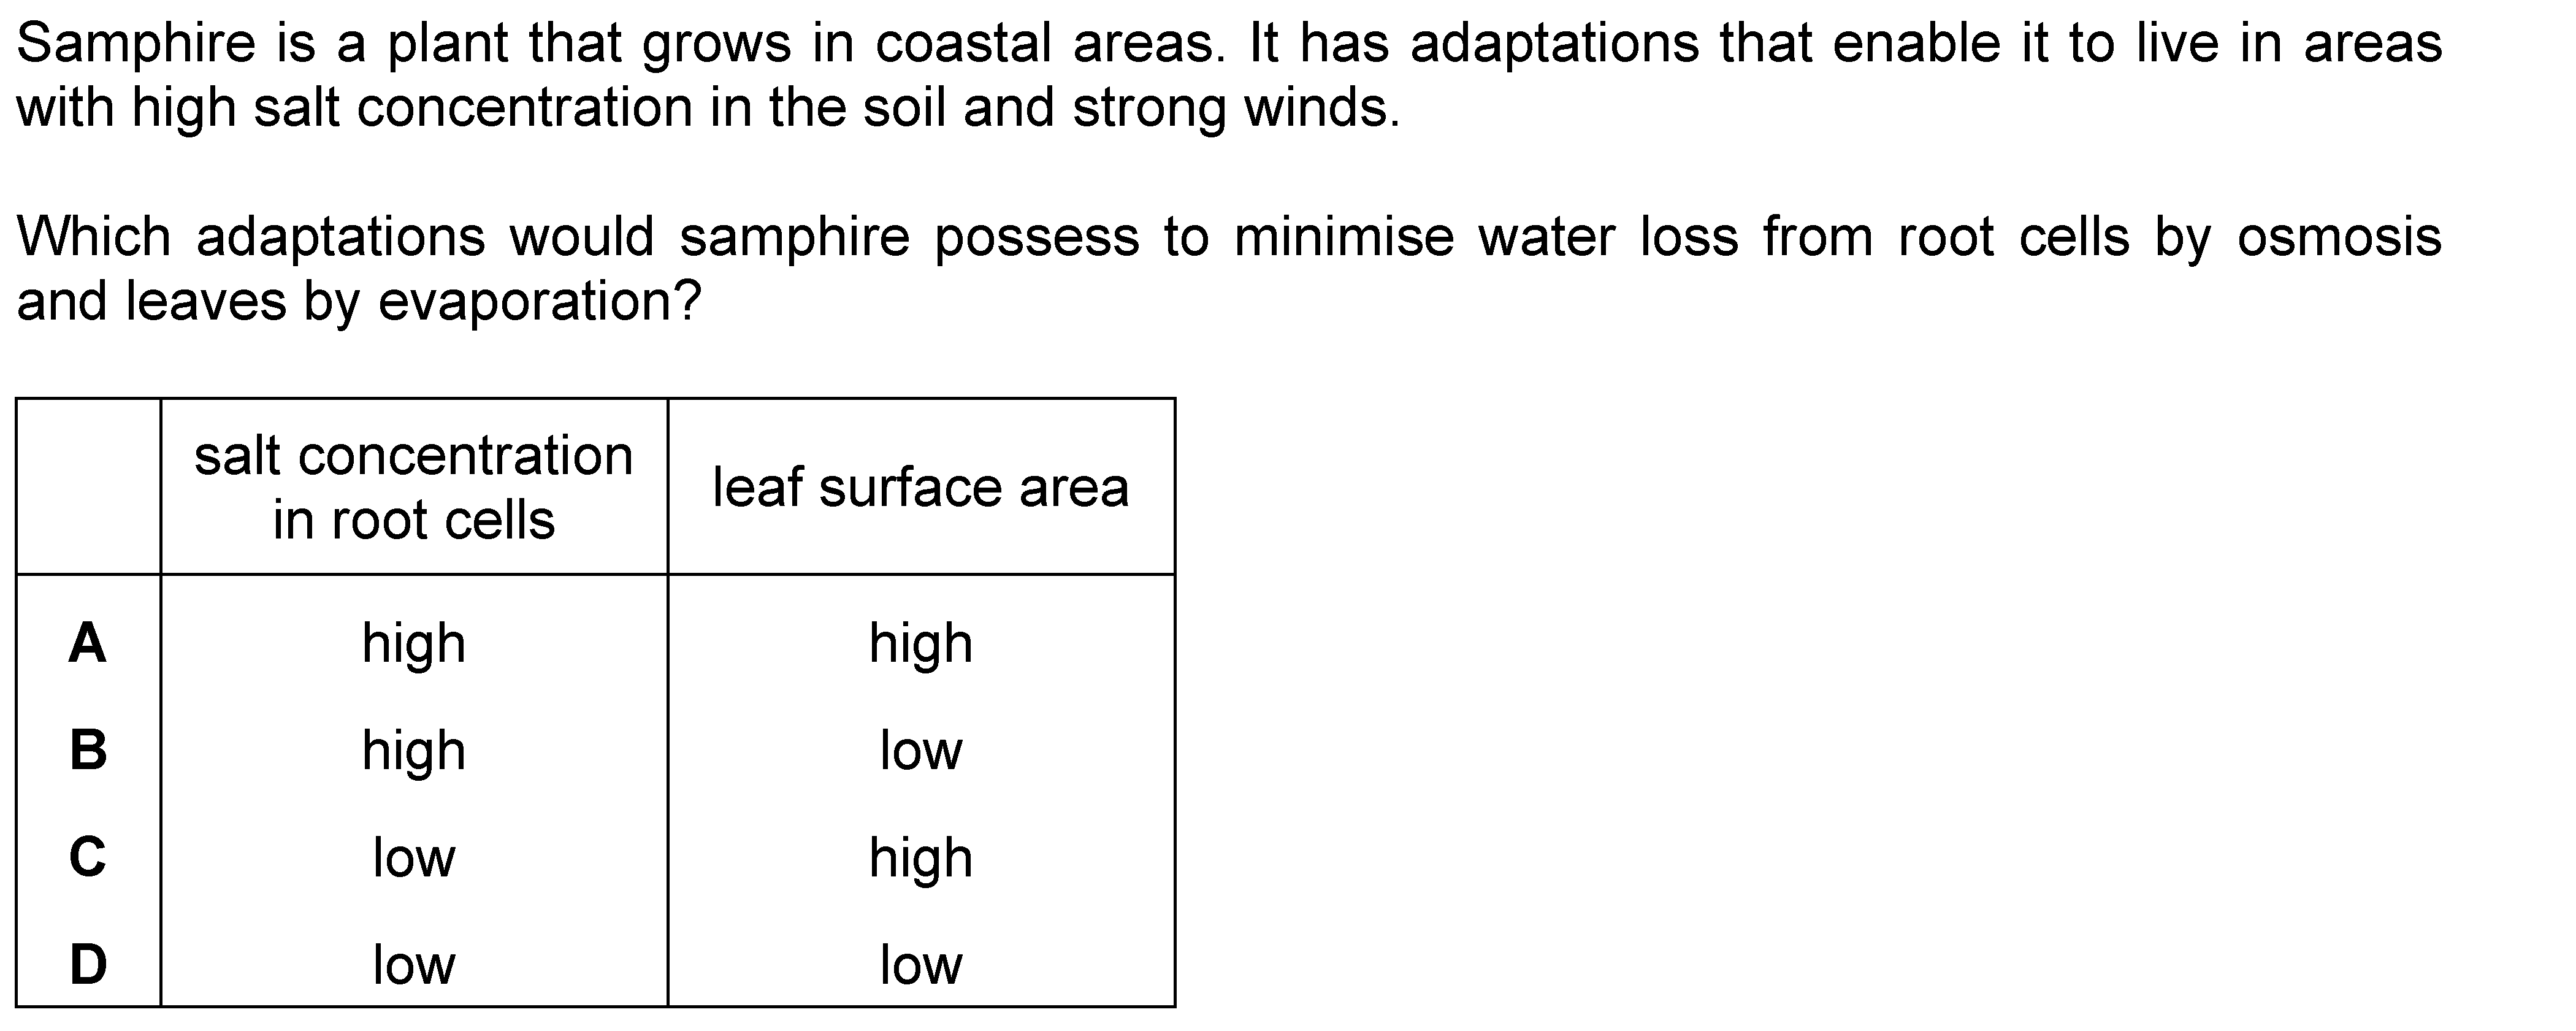 Samphire is a plant that grows in coastal areas. It has adaptations that enable it to live in areas
with high salt concentration in the soil and strong winds.
Which adaptations would samphire possess to minimise water loss from root cells by osmosis
and leaves by evaporation?
salt concentration
in root cells
leaf surface area
A high high
B high low
C low high
D low low